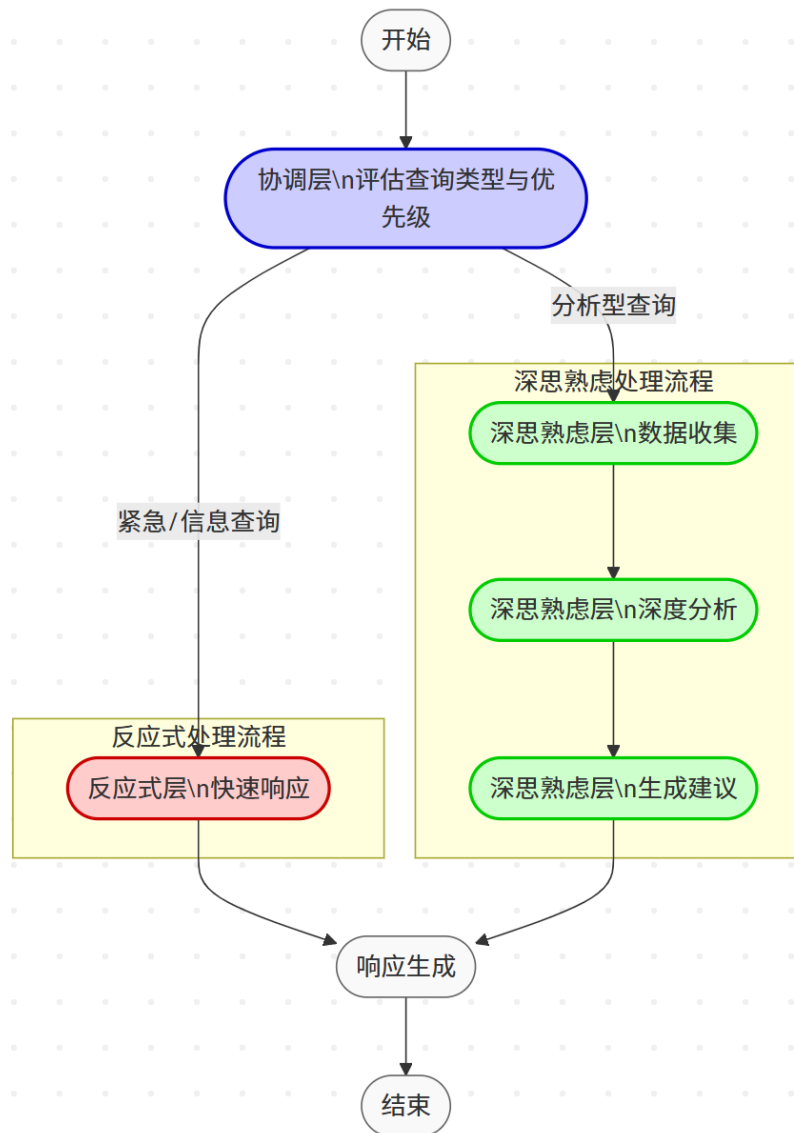 开始
协调层\n评估查询类型与优
先级
分析型查询
深思熟虑处理流程
深思熟虑层\n数据收集
紧急/信息查询
深思熟虑层\n深度分析
反应式处理流程
反应式层\n快速响应
深思熟虑层\n生成建议
响应生成
结束